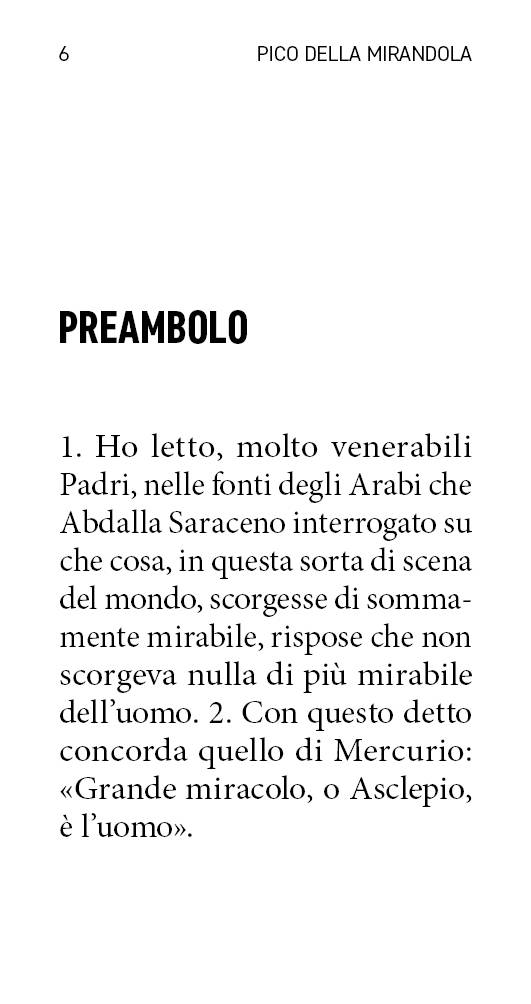 6 PICO DELLA MIRANDOLA
PREAMBOLO
1. Ho letto, molto venerabili
Padri, nelle fonti degli Arabi che
Abdalla Saraceno interrogato su
che cosa, in questa sorta di scena
del mondo, scorgesse di somma-
mente mirabile, rispose che non
scorgeva nulla di più mirabile
dell’uomo. 2. Con questo detto
concorda quello di Mercurio:
«Grande miracolo, o Asclepio,
è l’uomo».